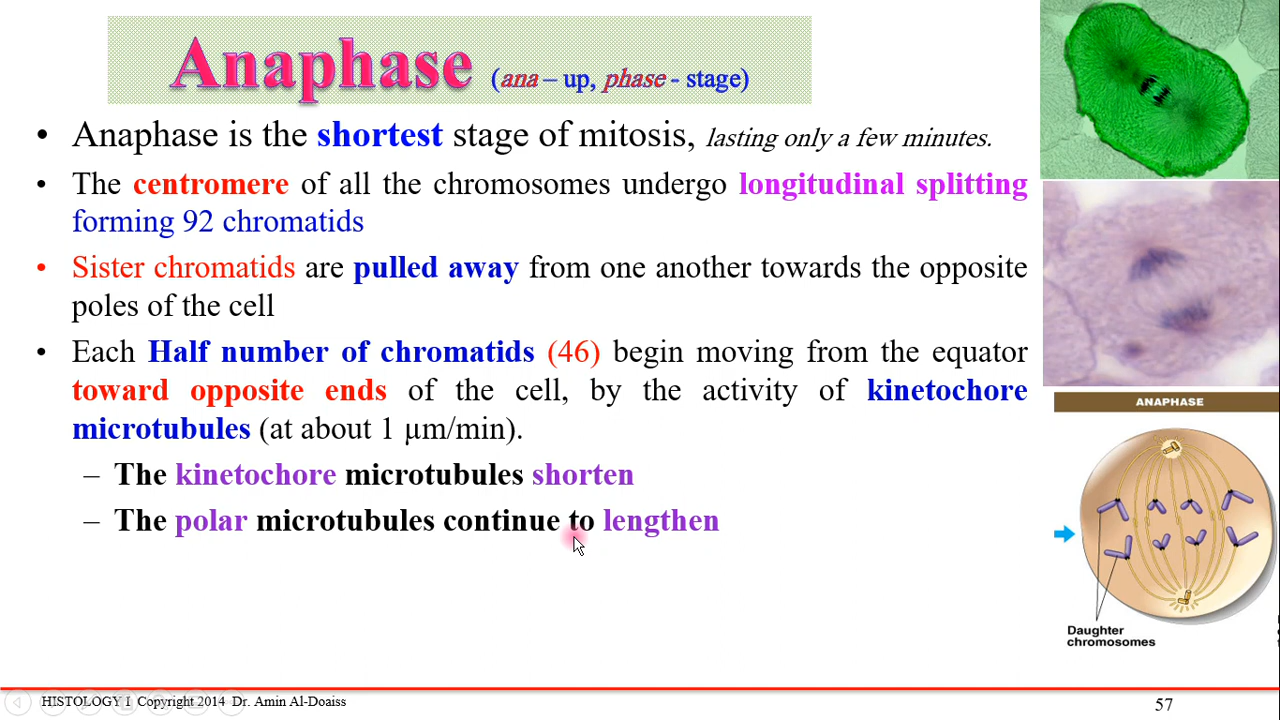 Anaphase (ana – up, phase - stage)
• Anaphase is the shortest stage of mitosis, lasting only a few minutes.
• The centromere of all the chromosomes undergo longitudinal splitting
forming 92 chromatids
• Sister chromatids are pulled away from one another towards the opposite
poles of the cell
• Each Half number of chromatids (46) begin moving from the equator
toward opposite ends of the cell, by the activity of kinetochore
microtubules (at about 1 µm/min).
– The kinetochore microtubules shorten
– The polar microtubules continue to lengthen
ANAPHASE
Daughter
chromosomes
HISTOLOGY I Copyright 2014 Dr. Amin Al-Doaiss
57